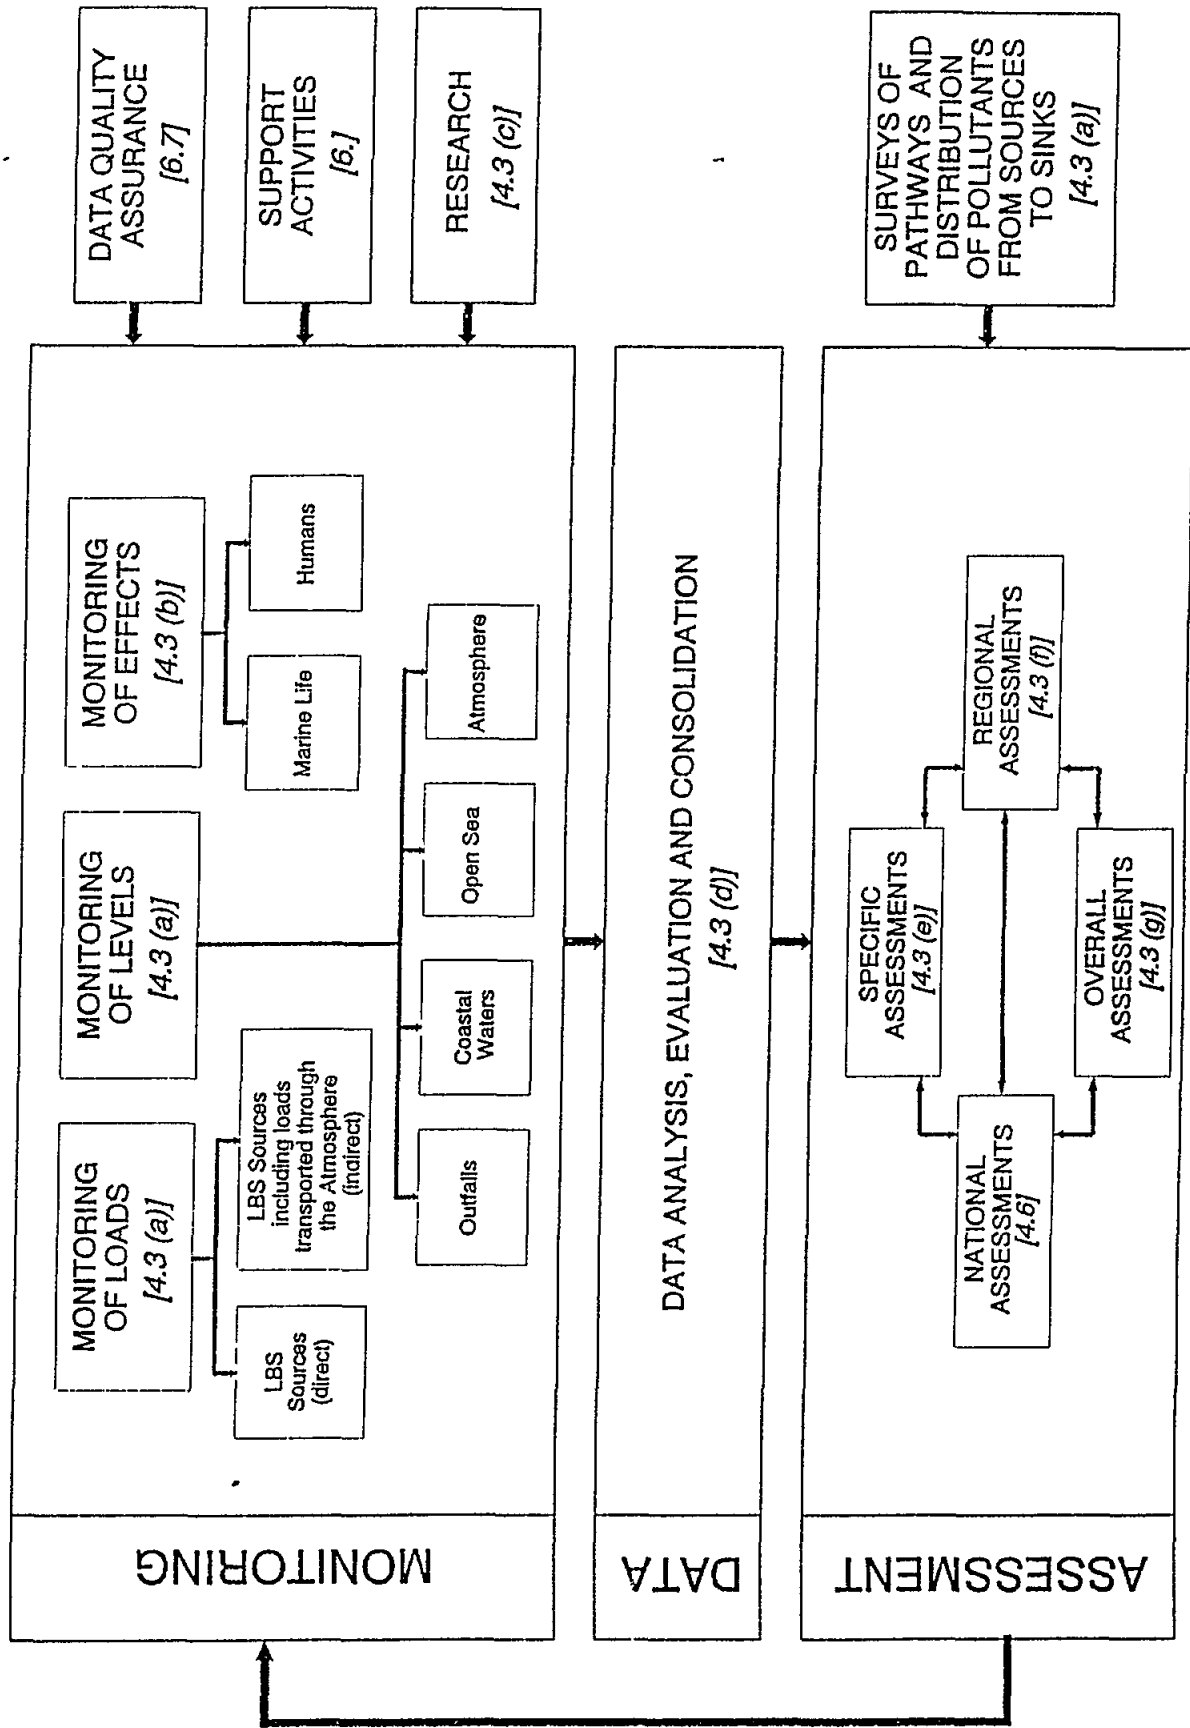 MONITORING
MONITORING
OF LOADS
[4.3 (a)]
LBS
Sources
(direct)
LBS Sources
including loads
transported through
the Atmosphere
(indirect)
MONITORING
OF LEVELS
[4.3 (a)]
Outfalls
Coastal
Waters
Open Sea
Atmosphere
MONITORING
OF EFFECTS
[4.3 (b)]
Marine Life
Humans
DATA QUALITY
ASSURANCE
[6.7]
SUPPORT
ACTIVITIES
[6.]
RESEARCH
[4.3 (c)]
DATA
DATA ANALYSIS, EVALUATION AND CONSOLIDATION
[4.3 (d)]
ASSESSMENT
NATIONAL
ASSESSMENTS
[4.6]
SPECIFIC
ASSESSMENTS
[4.3 (e)]
OVERALL
ASSESSMENTS
[4.3 (g)]
REGIONAL
ASSESSMENTS
[4.3 (f)]
SURVEYS OF
PATHWAYS AND
DISTRIBUTION
OF POLLUTANTS
FROM SOURCES
TO SINKS
[4.3 (a)]